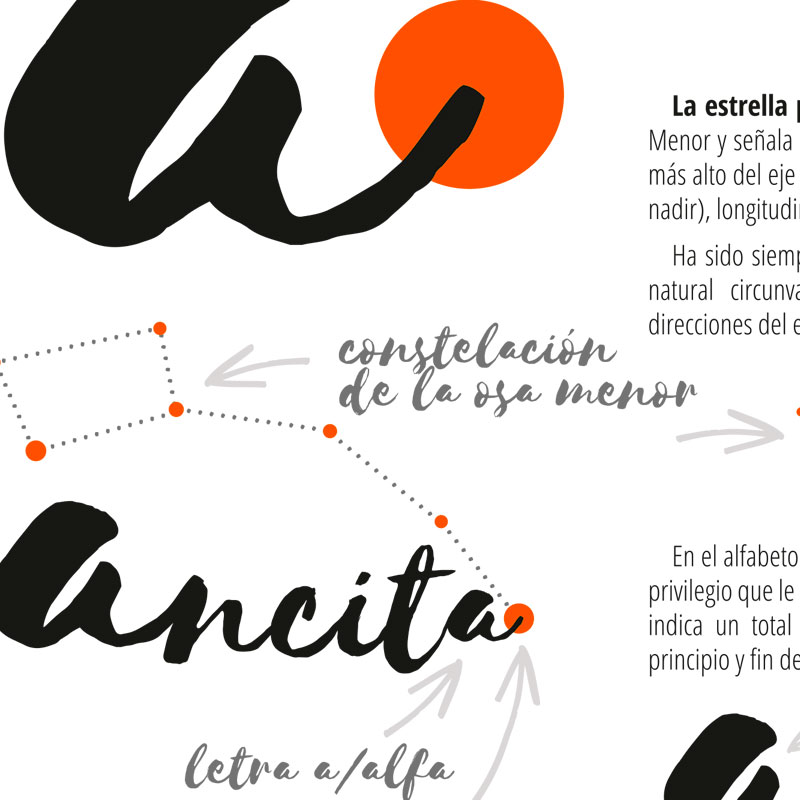 a
La estrella
Menor y señala
más alto del eje
nadir), longitudi
Ha sido siemp
natural circunva
direcciones del e
constelación
de la osa menor
ancita
En el alfabeto
privilegio que le
indica un total
principio y fin de
letra a/alfa